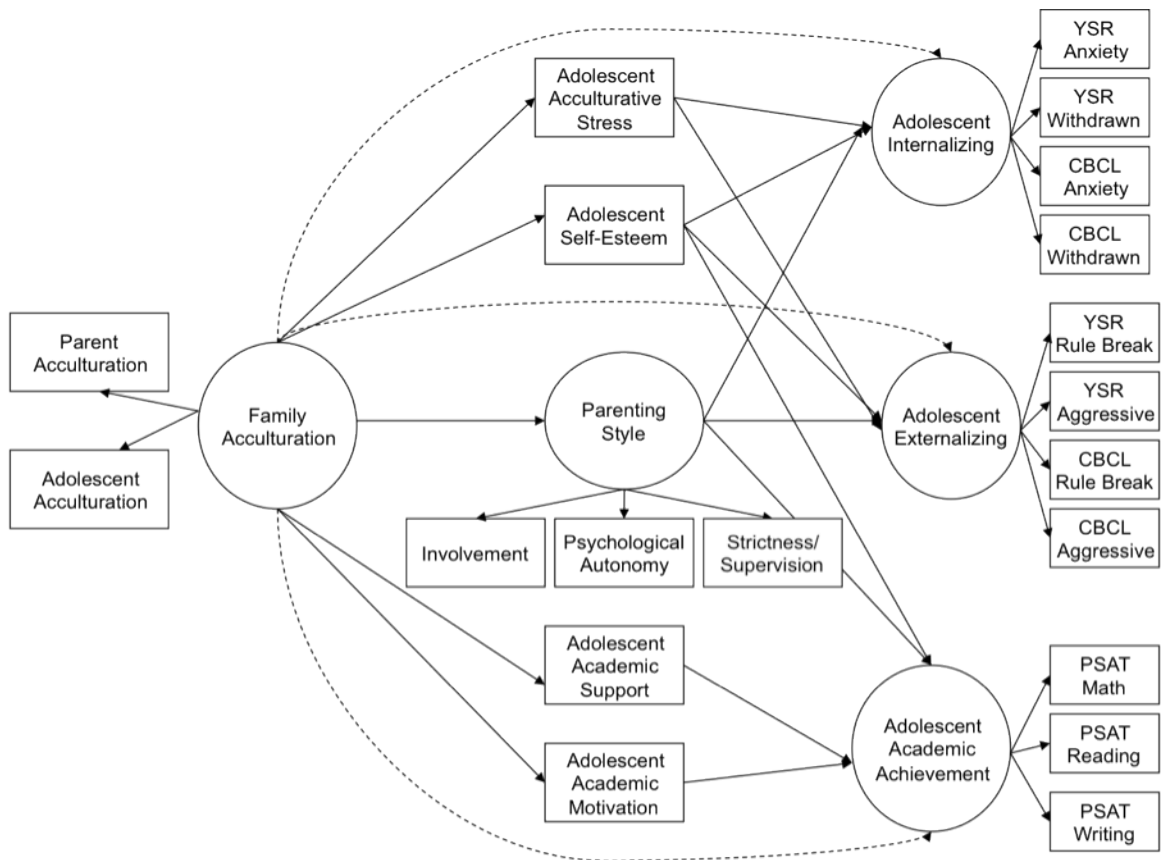 YSR
Anxiety
YSR
Withdrawn
CBCL
Anxiety
CBCL
Withdrawn
Adolescent
Acculturative
Stress
Adolescent
Internalizing
Adolescent
Self-Esteem
Parent
Acculturation
Adolescent
Acculturation
Family
Acculturation
Parenting
Style
Adolescent
Externalizing
YSR
Rule Break
YSR
Aggressive
CBCL
Rule Break
CBCL
Aggressive
Involvement
Psychological
Autonomy
Strictness/
Supervision
Adolescent
Academic
Support
Adolescent
Academic
Motivation
Adolescent
Academic
Achievement
PSAT
Math
PSAT
Reading
PSAT
Writing